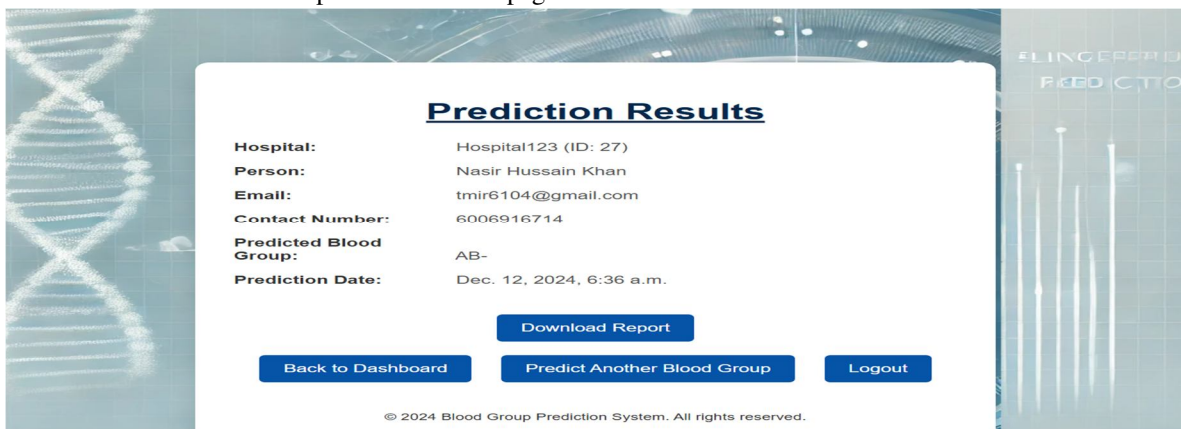 Prediction Results
Hospital: Hospital123 (ID: 27)
Person: Nasir Hussain Khan
Email: tmir6104@gmail.com
Contact Number: 6006916714
Predicted Blood
Group: AB-
Prediction Date: Dec. 12, 2024, 6:36 a.m.
Download Report
Back to Dashboard Predict Another Blood Group Logout
© 2024 Blood Group Prediction System. All rights reserved.